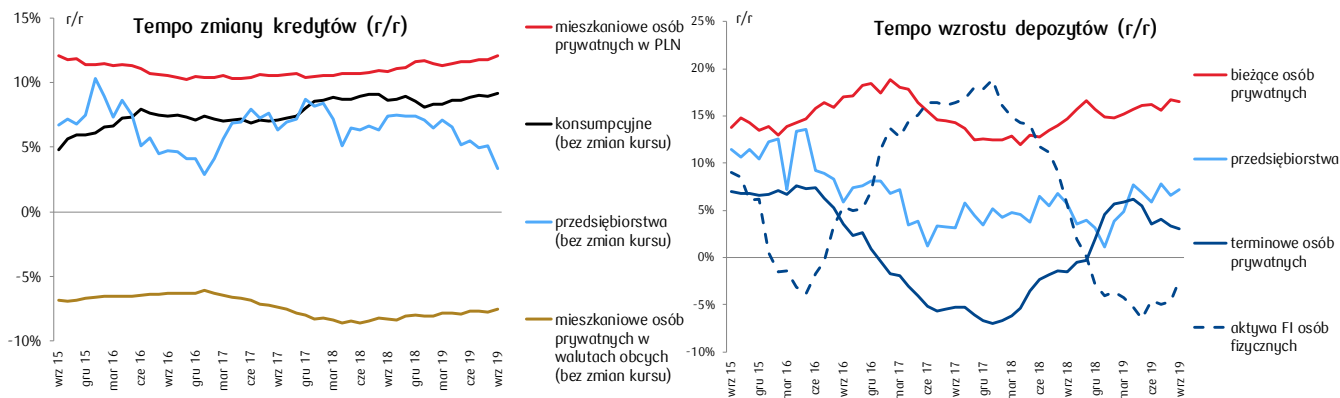 Tempo zmiany kredytów (r/r)
r/r
15%
10%
5%
0%
-5%
-10%
wrz 15
gru 15
mar 16
cze 16
wrz 16
gru 16
mar 17
cze 17
wrz 17
gru 17
mar 18
cze 18
wrz 18
gru 18
mar 19
cze 19
wrz 19
mieszkaniowe osób
prywatnych w PLN
konsumpcyjne
(bez zmian kursu)
przedsiębiorstwa
(bez zmian kursu)
mieszkaniowe osób
prywatnych w
walutach obcych
(bez zmian kursu)
Tempo wzrostu depozytów (r/r)
r/r
25%
20%
15%
10%
5%
0%
-5%
-10%
wrz 15
gru 15
mar 16
cze 16
wrz 16
gru 16
mar 17
cze 17
wrz 17
gru 17
mar 18
cze 18
wrz 18
gru 18
mar 19
cze 19
wrz 19
bieżące osób
prywatnych
przedsiębiorstwa
terminowe osób
prywatnych
aktywa FI osób
fizycznych